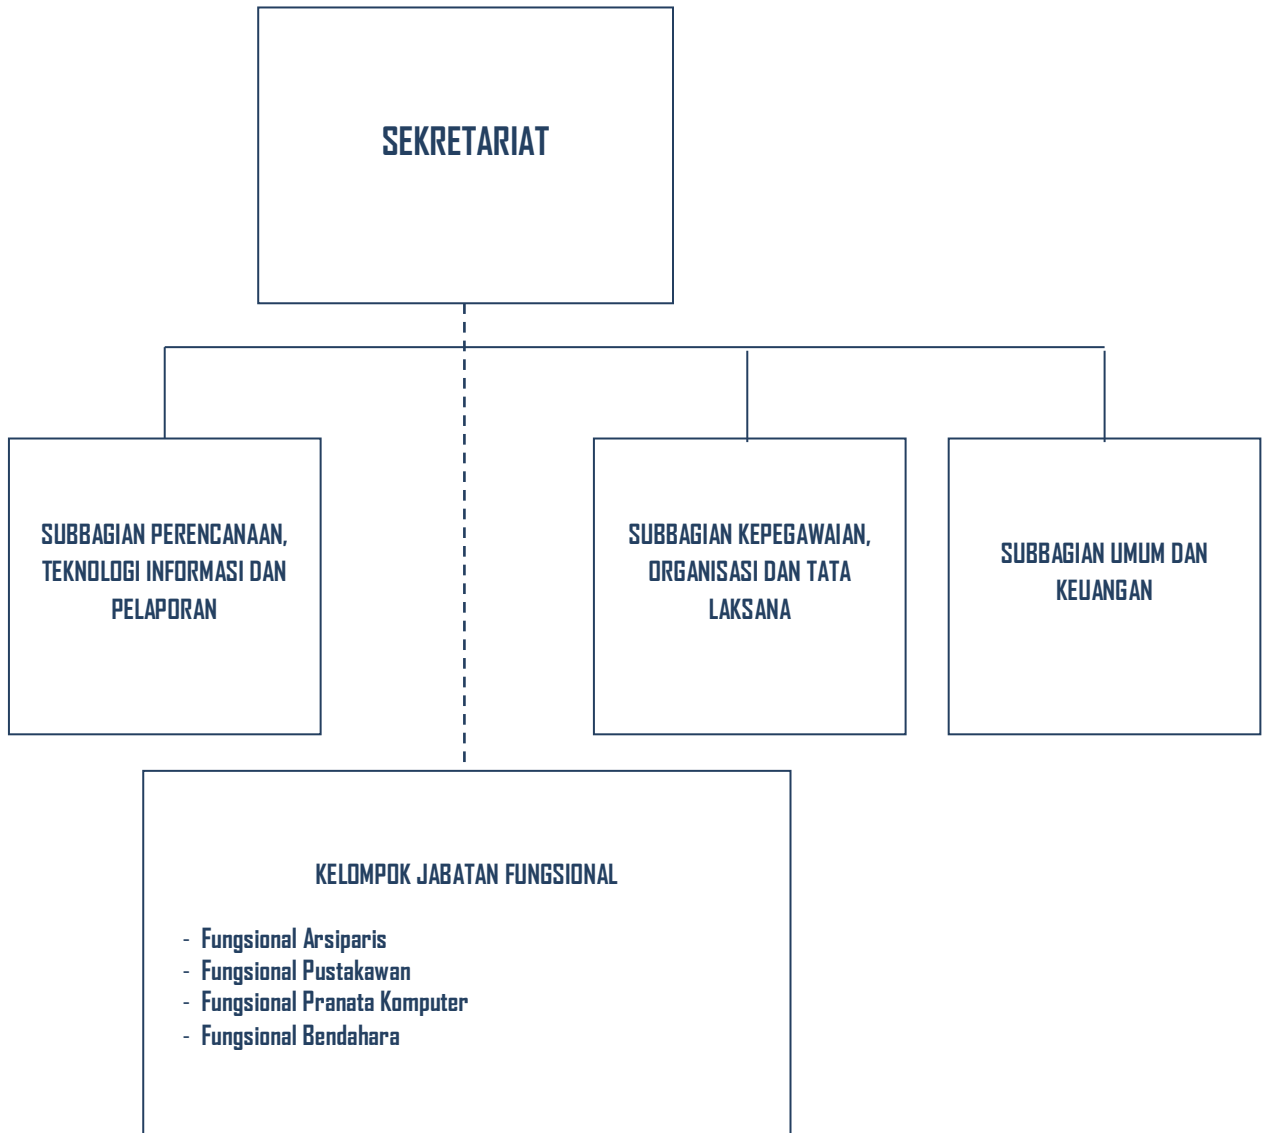 SEKRETARIAT
SUBBAGIAN PERENCANAAN,
TEKNOLOGI INFORMASI DAN
PELAPORAN
SUBBAGIAN KEPEGAWAIAN,
ORGANISASI DAN TATA
LAKSANA
SUBBAGIAN UMUM DAN
KEUANGAN
KELOMPOK JABATAN FUNGSIONAL
- Fungsional Arsiparis
- Fungsional Pustakawan
- Fungsional Pranata Komputer
- Fungsional Bendahara